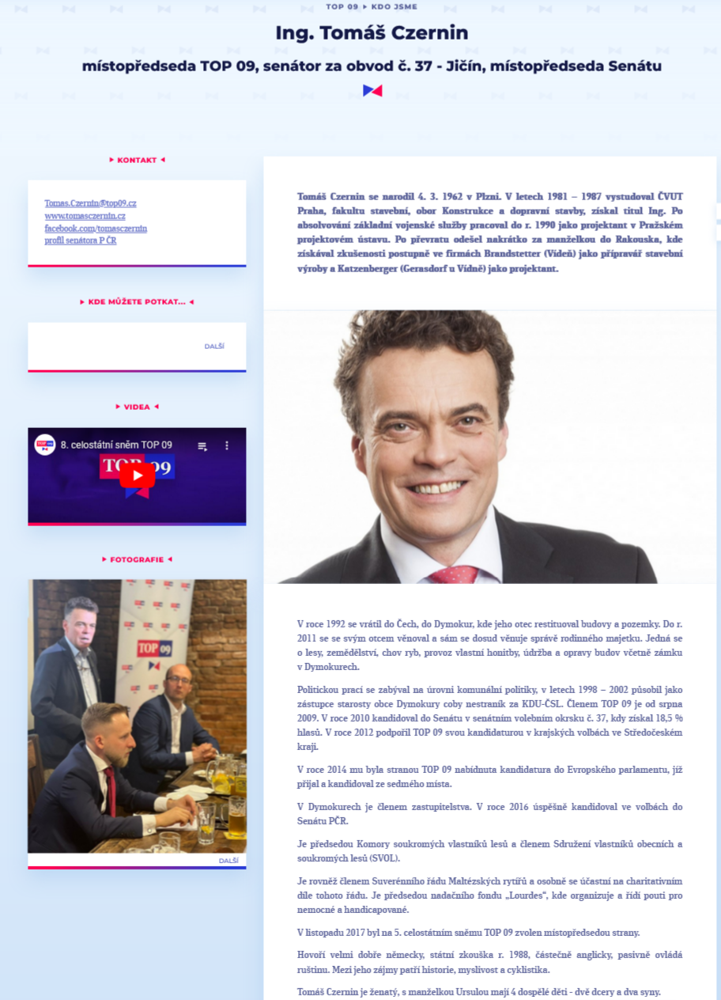 TOP 09 ▸ KDO JSME
Ing. Tomáš Czernin
místopředseda TOP 09, senátor za obvod č. 37 - Jičín, místopředseda Senátu
KONTAKT
Tomas.Czernin@top09.cz
www.tomasczernin.cz
facebook.com/tomasczernin
profil senátora P ČR
KDE MŮŽETE POTKAT...
DALŠÍ
VIDEA
8. celostátní sněm TOP 09
TOP 09
FOTOGRAFIE
TOP 09
DALŠÍ
Tomáš Czernin se narodil 4. 3. 1962 v Plzni. V letech 1981 – 1987 vystudoval ČVUT
Praha, fakultu stavební, obor Konstrukce a dopravní stavby, získal titul Ing. Po
absolvování základní vojenské služby pracoval do r. 1990 jako projektant v Pražském
projektovém ústavu. Po převratu odešel nakrátko za manželkou do Rakouska, kde
získával zkušenosti postupně ve firmách Brandstetter (Vídeň) jako přípravář stavební
výroby a Katzenberger (Gerasdorf u Vídně) jako projektant.
V roce 1992 se vrátil do Čech, do Dymokur, kde jeho otec restituoval budovy a pozemky. Do r.
2011 se se svým otcem věnoval a sám se dosud věnuje správě rodinného majetku. Jedná se
o lesy, zemědělství, chov ryb, provoz vlastní honitby, údržba a opravy budov včetně zámku
v Dymokurech.
Politickou prací se zabýval na úrovni komunální politiky, v letech 1998 – 2002 působil jako
zástupce starosty obce Dymokury coby nestraník za KDU-ČSL. Členem TOP 09 je od srpna
2009. V roce 2010 kandidoval do Senátu v senátním volebním okrsku č. 37, kdy získal 18,5 %
hlasů. V roce 2012 podpořil TOP 09 svou kandidaturou v krajských volbách ve Středočeském
kraji.
V roce 2014 mu byla stranou TOP 09 nabídnuta kandidatura do Evropského parlamentu, jíž
přijal a kandidoval ze sedmého místa.
V Dymokurech je členem zastupitelstva. V roce 2016 úspěšně kandidoval ve volbách do
Senátu PČR.
Je předsedou Komory soukromých vlastníků lesů a členem Sdružení vlastníků obecních a
soukromých lesů (SVOL).
Je rovněž členem Suverénního řádu Maltézských rytířů a osobně se účastní na charitativním
díle tohoto řádu. Je předsedou nadačního fondu „Lourdes“, kde organizuje a řídí pouti pro
nemocné a handicapované.
V listopadu 2017 byl na 5. celostátním sněmu TOP 09 zvolen místopředsedou strany.
Hovoří velmi dobře německy, státní zkouška r. 1988, částečně anglicky, pasivně ovládá
ruštinu. Mezi jeho zájmy patří historie, myslivost a cyklistika.
Tomáš Czernin je ženatý, s manželkou Ursulou mají 4 dospělé děti - dvě dcery a dva syny.